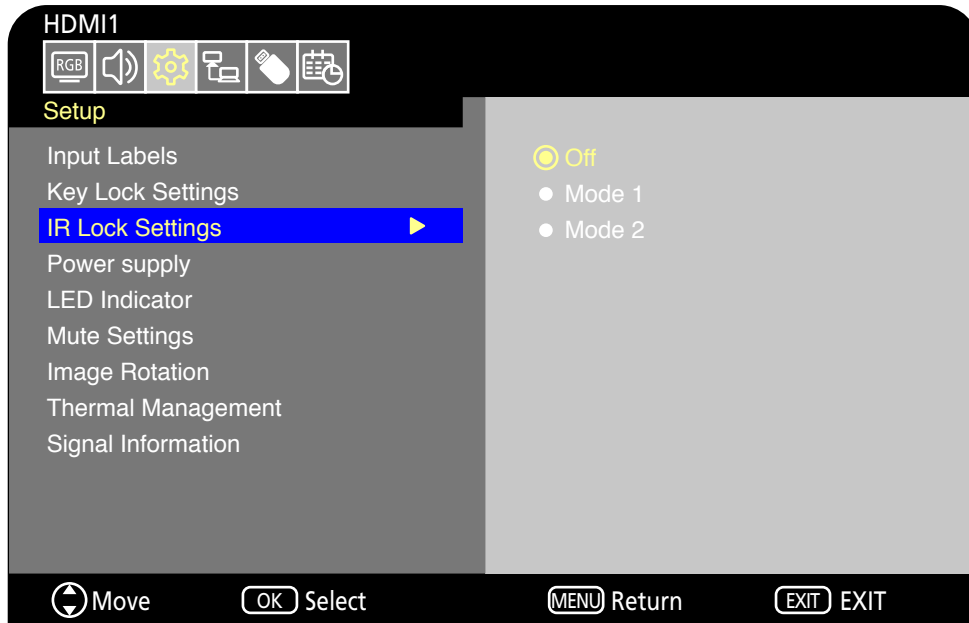 HDMI1
RGB
Setup
Input Labels
Key Lock Settings
IR Lock Settings
Power supply
LED Indicator
Mute Settings
Image Rotation
Thermal Management
Signal Information
Off
Mode 1
Mode 2
Move OK Select MENU Return EXIT EXIT